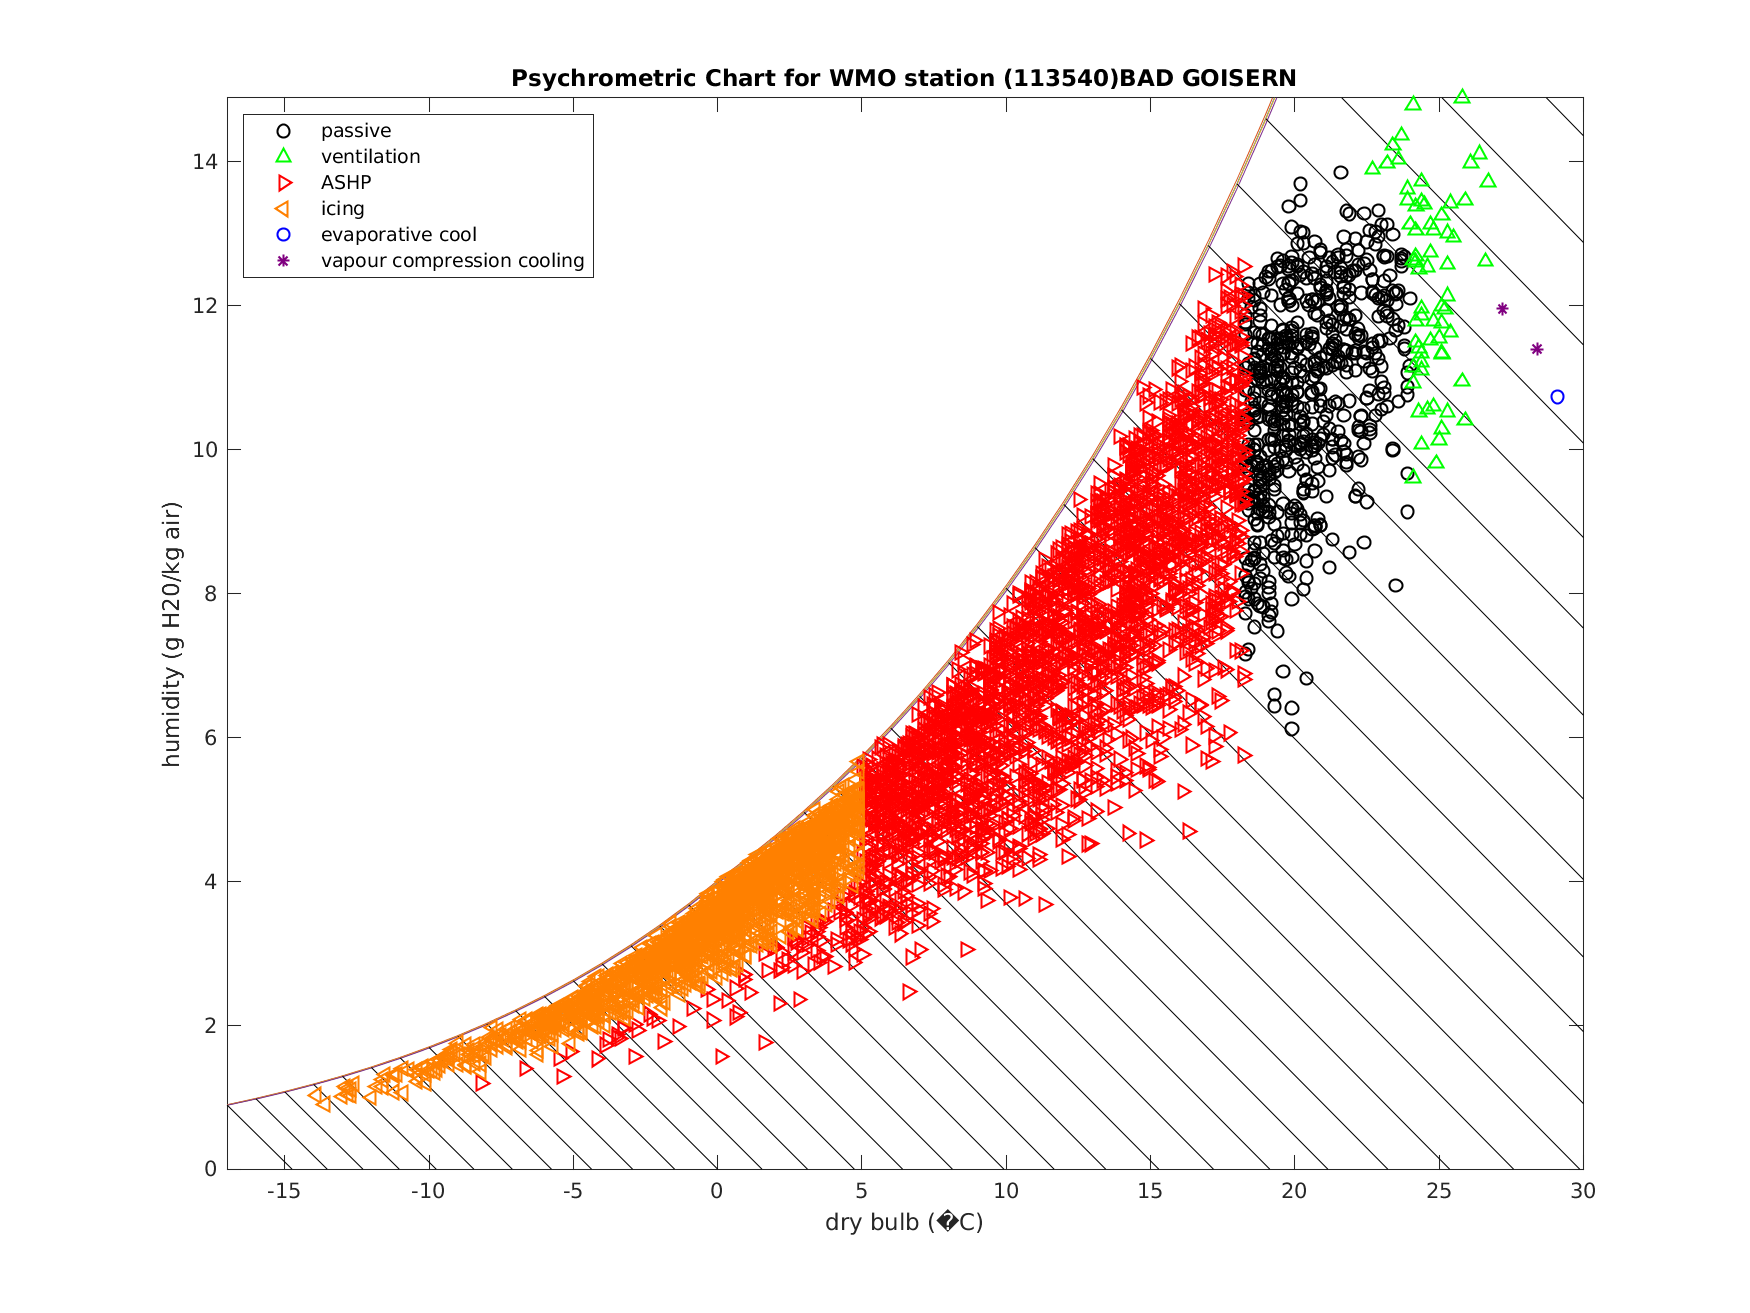 Psychrometric Chart for WMO station (113540)BAD GOISERN
passive
ventilation
ASHP
icing
evaporative cool
vapour compression cooling
humidity (g H20/kg air)
14
12
10
8
6
4
2
0
-15 -10 -5 0 5 10 15 20 25 30
dry bulb (�C)